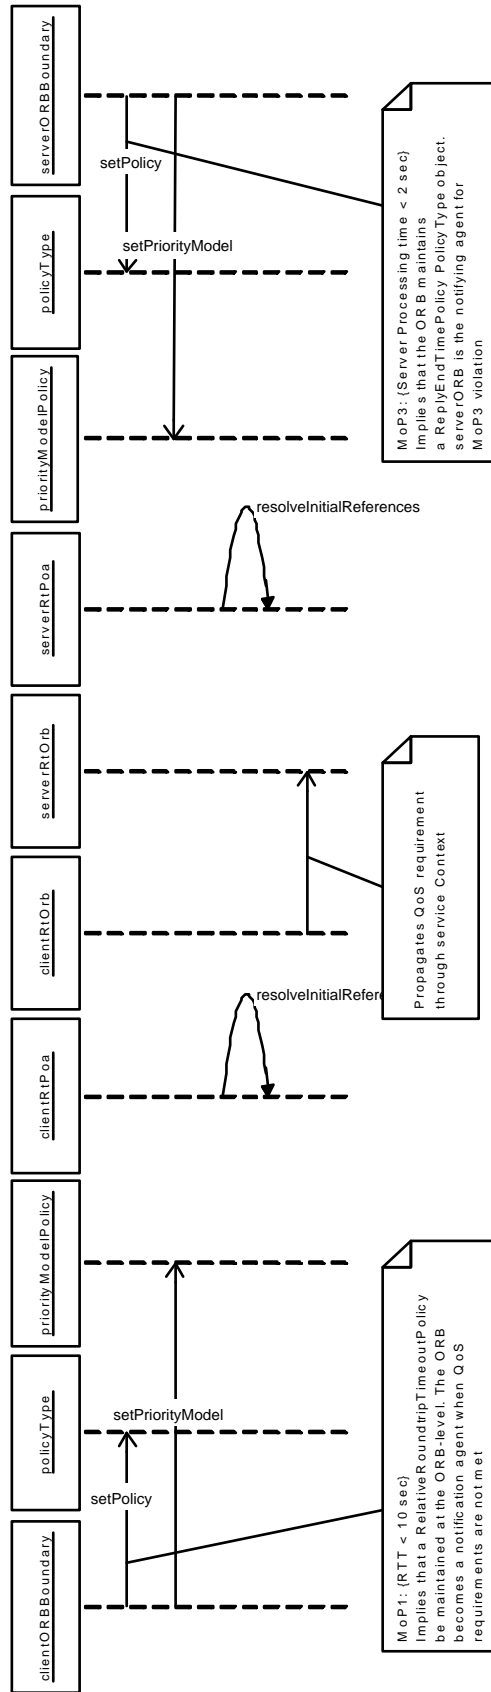 serverORBBoundary
setPolicy
policyType
setPriorityModel
priorityModelPolicy
MoP3: {Server Processing time < 2 sec}
Implies that the ORB maintains
a ReplyEndTimePolicy PolicyType object.
serverORB is the notifying agent for
MoP3 violation
resolveInitialReferences
serverRtPoa
serverRtOrb
Propagates QoS requirement
through service Context
clientRtOrb
resolveInitialRefere
clientRtPoa
priorityModelPolicy
setPriorityModel
policyType
setPolicy
MoP1: {RTT < 10 sec}
Implies that a RelativeRoundtripTimeoutPolicy
be maintained at the ORB-level. The ORB
becomes a notification agent when QoS
requirements are not met
clientORBBoundary